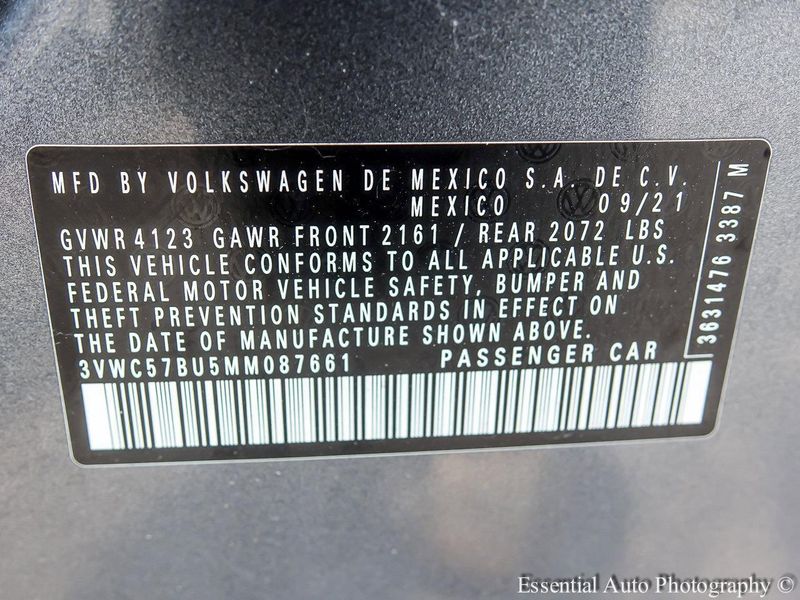 MFD BY VOLKSWAGEN DE MEXICO S.A. DE C.V.
MEXICO 09/21
GVWR 4123 GAWR FRONT 2161 / REAR 2072 LBS
THIS VEHICLE CONFORMS TO ALL APPLICABLE U.S.
FEDERAL MOTOR VEHICLE SAFETY, BUMPER AND
THEFT PREVENTION STANDARDS IN EFFECT ON
THE DATE OF MANUFACTURE SHOWN ABOVE.
3VWC57BU5MM087661 PASSENGER CAR
3631476 3387 M
Essential Auto Photography ©